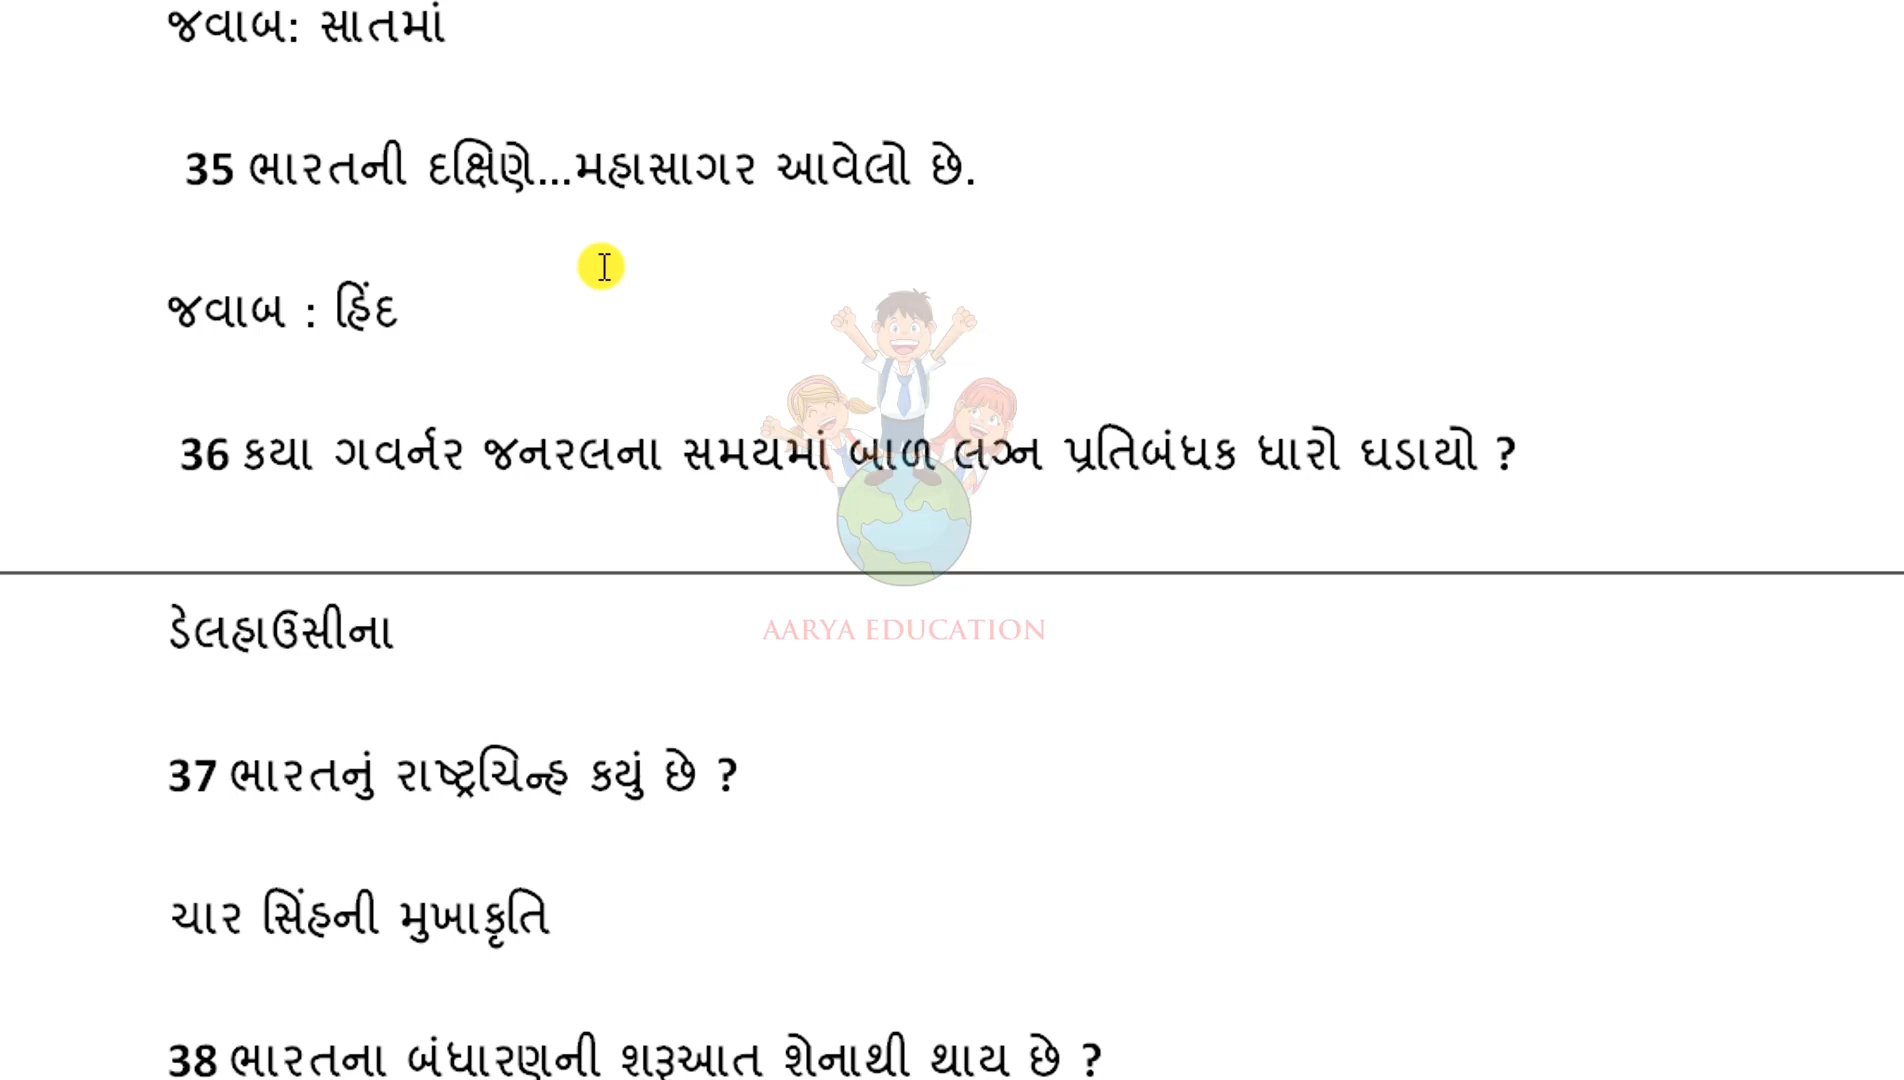 જવાબ: સાતમાં
35 ભારતની દક્ષિણે...મહાસાગર આવેલો છે.
જવાબ : હિંદ
36 કયા ગવર્નર જનરલના સમયમાં બાળ લગ્ન પ્રતિબંધક ધારો ઘડાયો ?
ડેલહાઉસીના
AARYA EDUCATION
37 ભારતનું રાષ્ટ્રચિન્હ કયું છે ?
ચાર સિંહની મુખાકૃતિ
38 ભારતના બંધારણની શરૂઆત શેનાથી થાય છે ?